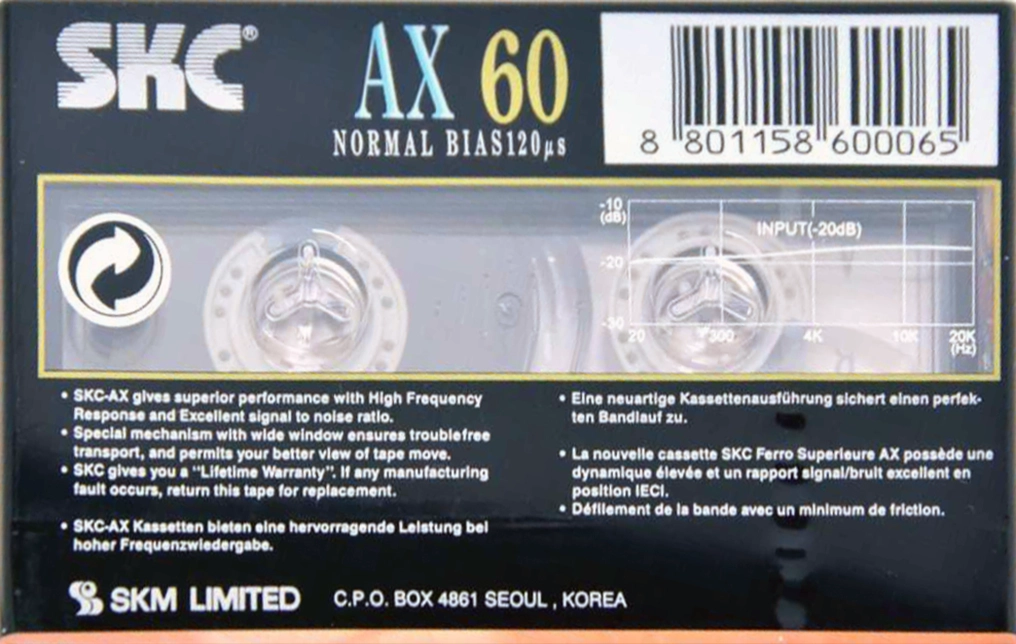 SKC®
AX 60
NORMAL BIAS120μs
8 801158 600065
-10
(dB)
INPUT(-20dB)
-20
-30
20 300 4K 10K 20K
(Hz)
• SKC-AX gives superior performance with High Frequency
Response and Excellent signal to noise ratio.
• Special mechanism with wide window ensures troublefree
transport, and permits your better view of tape move.
• SKC gives you a "Lifetime Warranty". If any manufacturing
fault occurs, return this tape for replacement.
• SKC-AX Kassetten bieten eine hervorragende Leistung bei
hoher Frequenzwiedergabe.
• Eine neuartige Kassettenausführung sichert einen perfek-
ten Bandlauf zu.
• La nouvelle cassette SKC Ferro Superieure AX possède une
dynamique élevée et un rapport signal/bruit excellent en
position IECI.
• Défilement de la bande avec un minimum de friction.
SKM LIMITED C.P.O. BOX 4861 SEOUL , KOREA